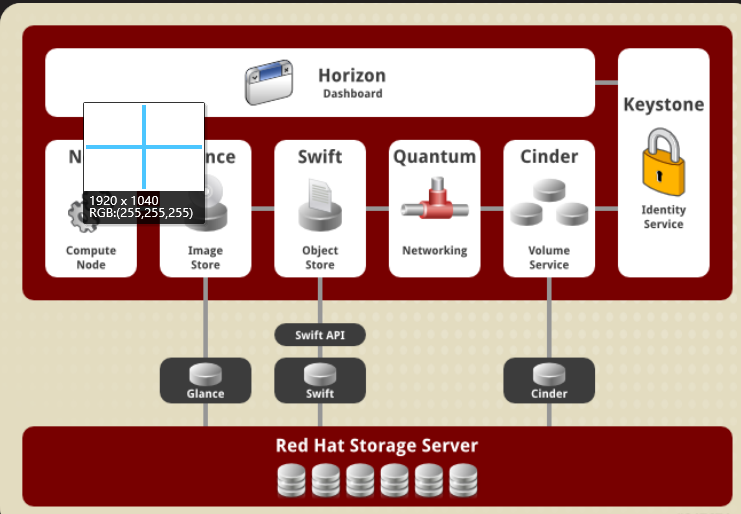 Horizon
Dashboard
Keystone
Identity
Service
1920 x 1040
RGB:(255,255,255)
Compute
Node
Image
Store
Swift
Object
Store
Quantum
Networking
Cinder
Volume
Service
Swift API
Glance
Swift
Cinder
Red Hat Storage Server